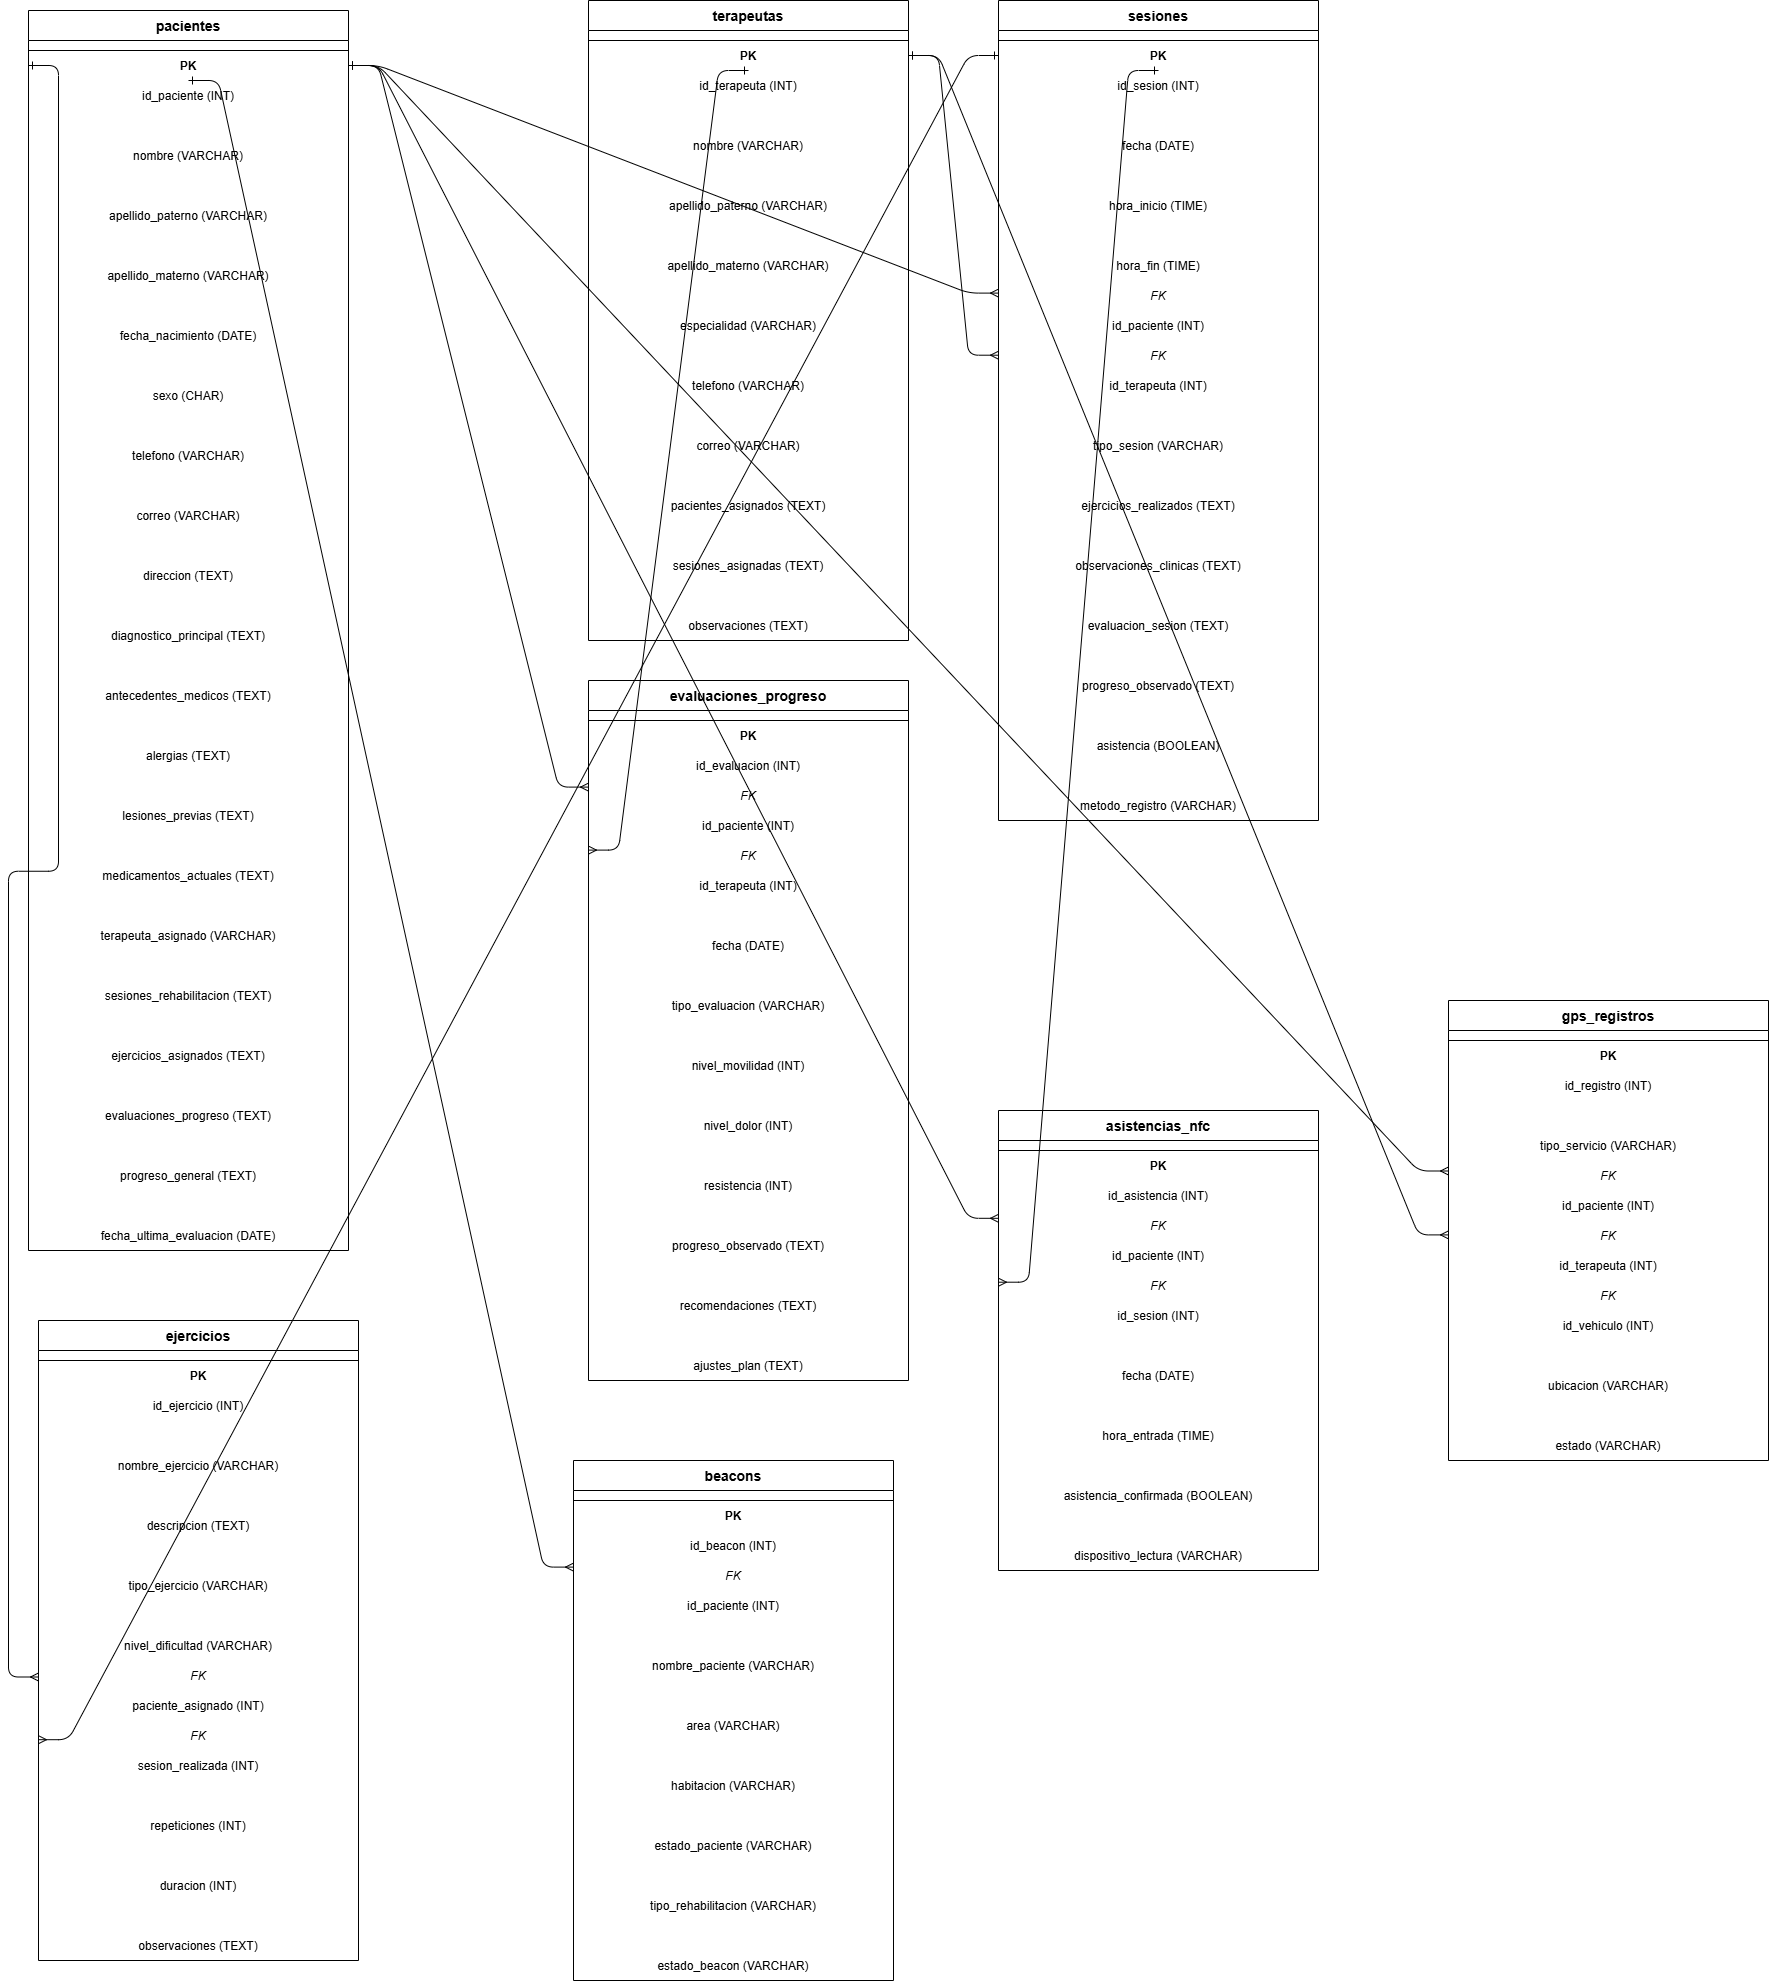 pacientes
PK
id_paciente (INT)
nombre (VARCHAR)
apellido_paterno (VARCHAR)
apellido_materno (VARCHAR)
fecha_nacimiento (DATE)
sexo (CHAR)
telefono (VARCHAR)
correo (VARCHAR)
direccion (TEXT)
diagnostico_principal (TEXT)
antecedentes_medicos (TEXT)
alergias (TEXT)
lesiones_previas (TEXT)
medicamentos_actuales (TEXT)
terapeuta_asignado (VARCHAR)
sesiones_rehabilitacion (TEXT)
ejercicios_asignados (TEXT)
evaluaciones_progreso (TEXT)
progreso_general (TEXT)
fecha_ultima_evaluacion (DATE)
terapeutas
PK
id_terapeuta (INT)
nombre (VARCHAR)
apellido_paterno (VARCHAR)
apellido_materno (VARCHAR)
especialidad (VARCHAR)
telefono (VARCHAR)
correo (VARCHAR)
pacientes_asignados (TEXT)
sesiones_asignadas (TEXT)
observaciones (TEXT)
sesiones
PK
id_sesion (INT)
fecha (DATE)
hora_inicio (TIME)
hora_fin (TIME)
FK
id_paciente (INT)
FK
id_terapeuta (INT)
tipo_sesion (VARCHAR)
ejercicios_realizados (TEXT)
observaciones_clinicas (TEXT)
evaluacion_sesion (TEXT)
progreso_observado (TEXT)
asistencia (BOOLEAN)
metodo_registro (VARCHAR)
evaluaciones_progreso
PK
id_evaluacion (INT)
FK
id_paciente (INT)
FK
id_terapeuta (INT)
fecha (DATE)
tipo_evaluacion (VARCHAR)
nivel_movilidad (INT)
nivel_dolor (INT)
resistencia (INT)
progreso_observado (TEXT)
recomendaciones (TEXT)
ajustes_plan (TEXT)
gps_registros
PK
id_registro (INT)
tipo_servicio (VARCHAR)
FK
id_paciente (INT)
FK
id_terapeuta (INT)
FK
id_vehiculo (INT)
ubicacion (VARCHAR)
estado (VARCHAR)
asistencias_nfc
PK
id_asistencia (INT)
FK
id_paciente (INT)
FK
id_sesion (INT)
fecha (DATE)
hora_entrada (TIME)
asistencia_confirmada (BOOLEAN)
dispositivo_lectura (VARCHAR)
ejercicios
PK
id_ejercicio (INT)
nombre_ejercicio (VARCHAR)
descripcion (TEXT)
tipo_ejercicio (VARCHAR)
nivel_dificultad (VARCHAR)
FK
paciente_asignado (INT)
FK
sesion_realizada (INT)
repeticiones (INT)
duracion (INT)
observaciones (TEXT)
beacons
PK
id_beacon (INT)
FK
id_paciente (INT)
nombre_paciente (VARCHAR)
area (VARCHAR)
habitacion (VARCHAR)
estado_paciente (VARCHAR)
tipo_rehabilitacion (VARCHAR)
estado_beacon (VARCHAR)